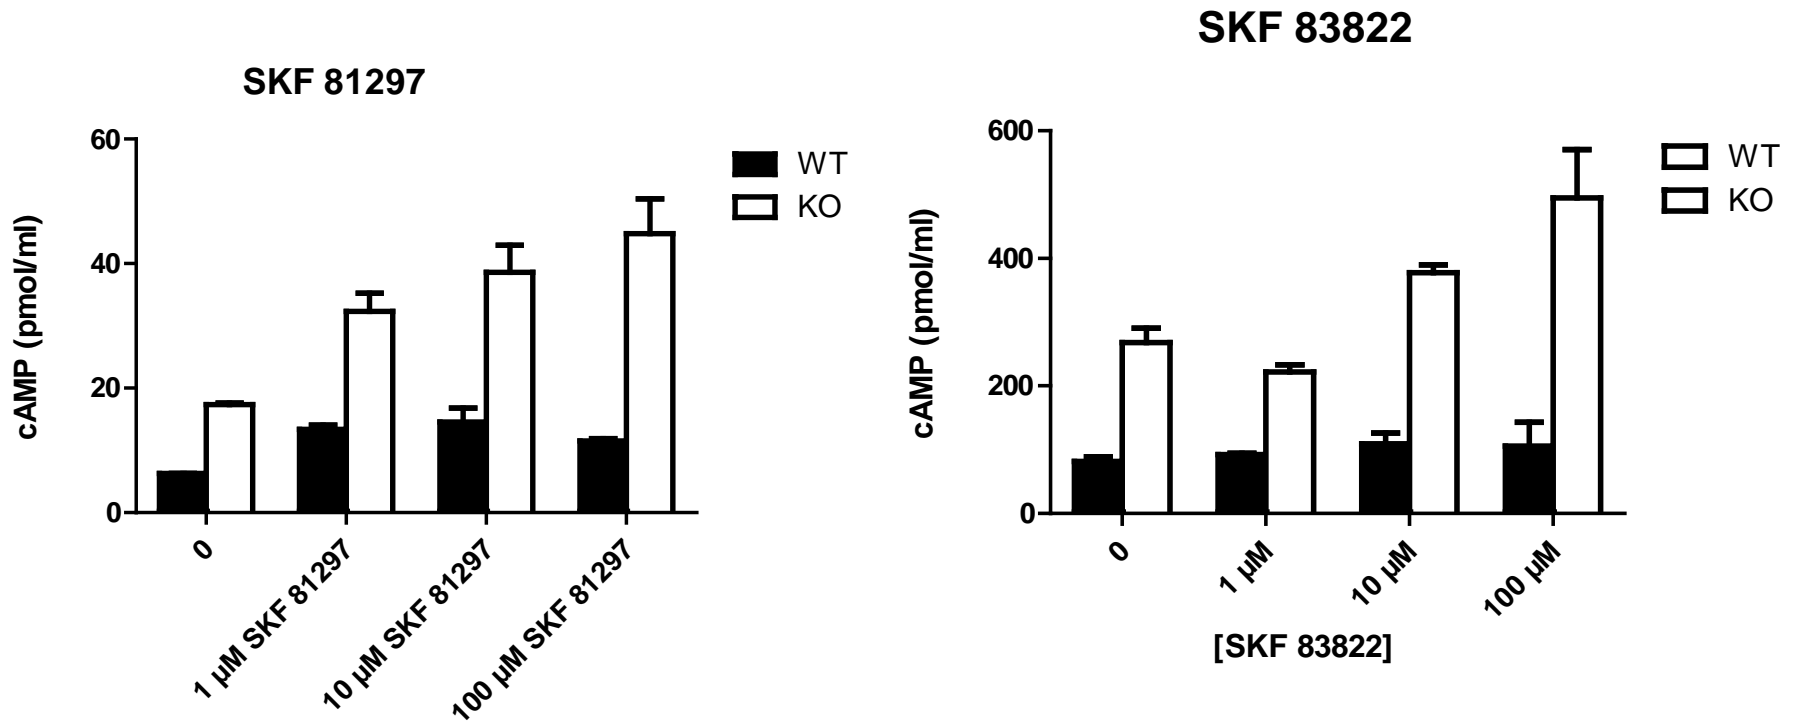 SKF 81297
60
40
20
0
cAMP (pmol/ml)
0
1 µM SKF 81297
10 µM SKF 81297
100 µM SKF 81297
WT
KO
SKF 83822
600
400
200
0
cAMP (pmol/ml)
0
1 µM
10 µM
100 µM
[SKF 83822]
WT
KO